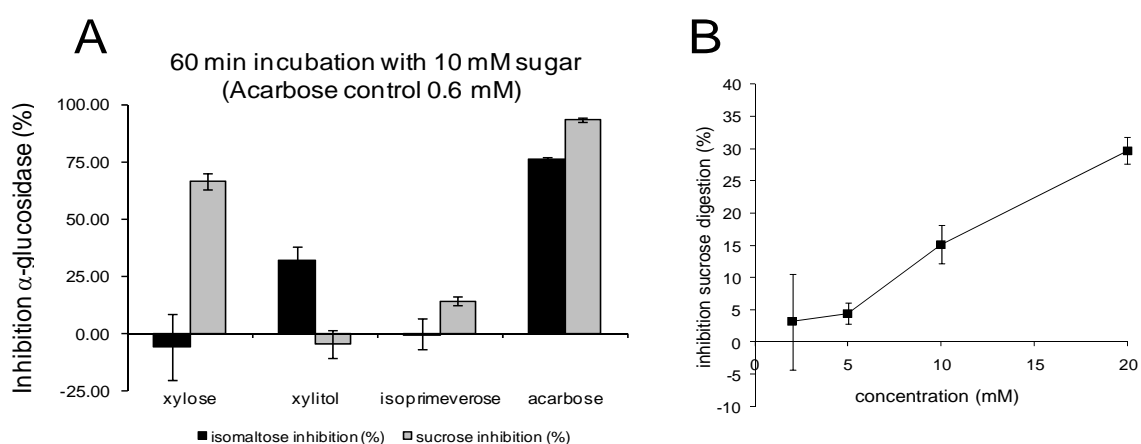 A
60 min incubation with 10 mM sugar
(Acarbose control 0.6 mM)
Inhibition α-glucosidase (%)
100.00
75.00
50.00
25.00
0.00
-25.00
xylose xylitol isoprimeverose acarbose
isomaltose inhibition (%) sucrose inhibition (%)
B
inhibition sucrose digestion (%)
40
35
30
25
20
15
10
5
0
-5
-10
0 5 10 15 20
concentration (mM)